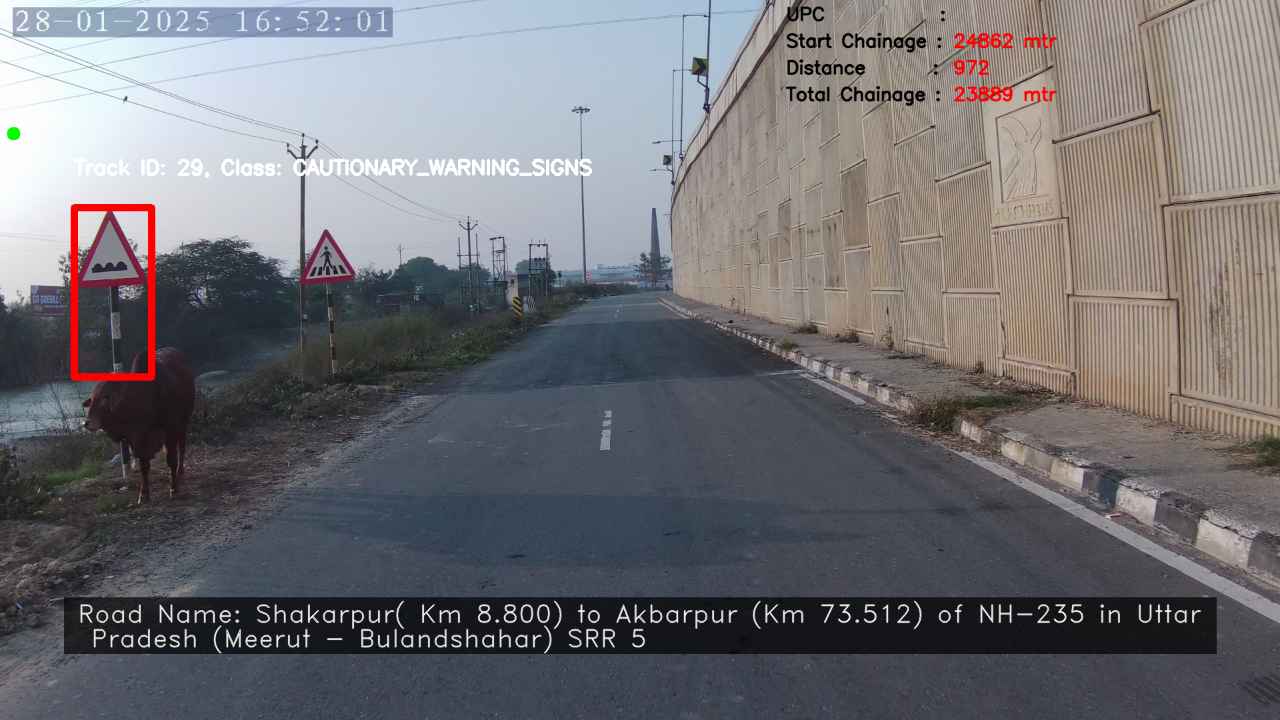 28-01-2025 16:52:01
UPC :
Start Chainage : 24862 mtr
Distance : 972
Total Chainage : 23889 mtr
Track ID: 29, Class: CAUTIONARY_WARNING_SIGNS
Road Name: Shakarpur( Km 8.800) to Akbarpur (Km 73.512) of NH-235 in Uttar
Pradesh (Meerut - Bulandshahar) SRR 5